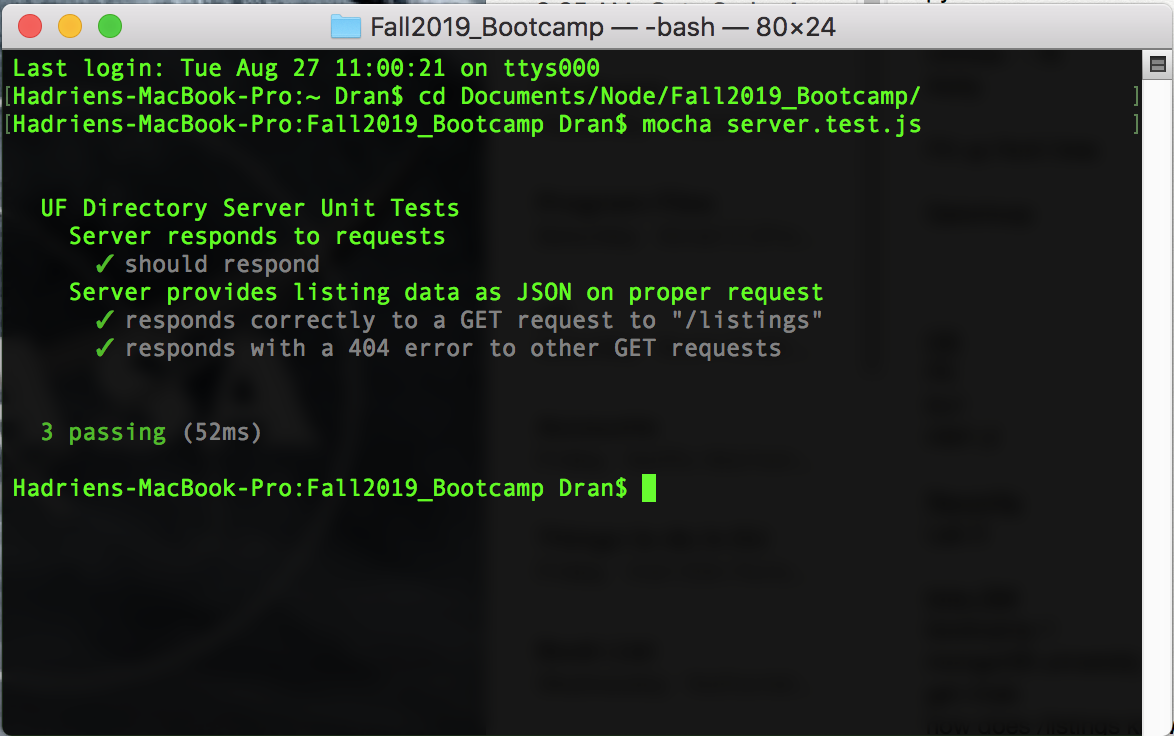 Fall2019_Bootcamp — -bash — 80×24
Last login: Tue Aug 27 11:00:21 on ttys000
[Hadriens-MacBook-Pro:~ Dran$ cd Documents/Node/Fall2019_Bootcamp/ ]
[Hadriens-MacBook-Pro:Fall2019_Bootcamp Dran$ mocha server.test.js ]
UF Directory Server Unit Tests
Server responds to requests
✓ should respond
Server provides listing data as JSON on proper request
✓ responds correctly to a GET request to "/listings"
✓ responds with a 404 error to other GET requests
3 passing (52ms)
Hadriens-MacBook-Pro:Fall2019_Bootcamp Dran$